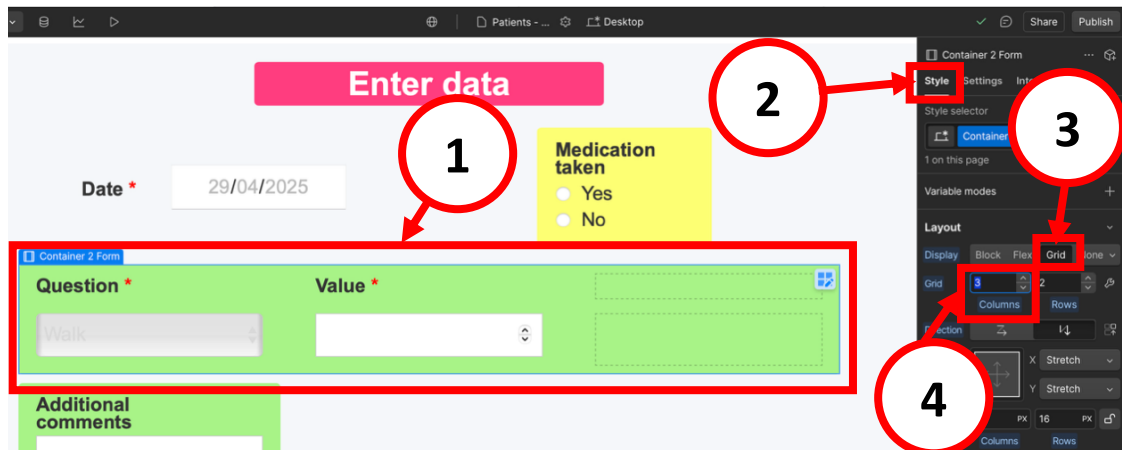 Patients - ...
Desktop
Share
Publish
Enter data
Date *
29/04/2025
Medication
taken
Yes
No
Container 2 Form
Question *
Value *
Walk
Additional
comments
1
2
3
4
Container 2 Form
Style
Settings
Style selector
Container
1 on this page
Variable modes
Layout
Display
Block
Flex
Grid
None
Grid
3
2
Columns
Rows
Direction
X
Stretch
Y
Stretch
PX
16
PX
Columns
Rows